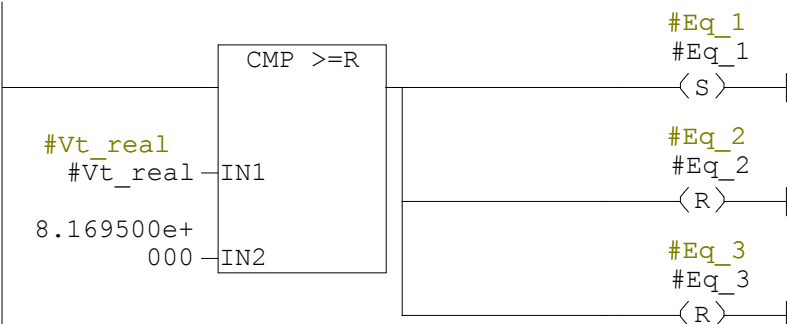 #Eq_1
CMP >=R
#Eq_1
S
#Vt_real
#Eq_2
#Vt_real
IN1
#Eq_2
R
8.169500e+
000
IN2
#Eq_3
#Eq_3
R